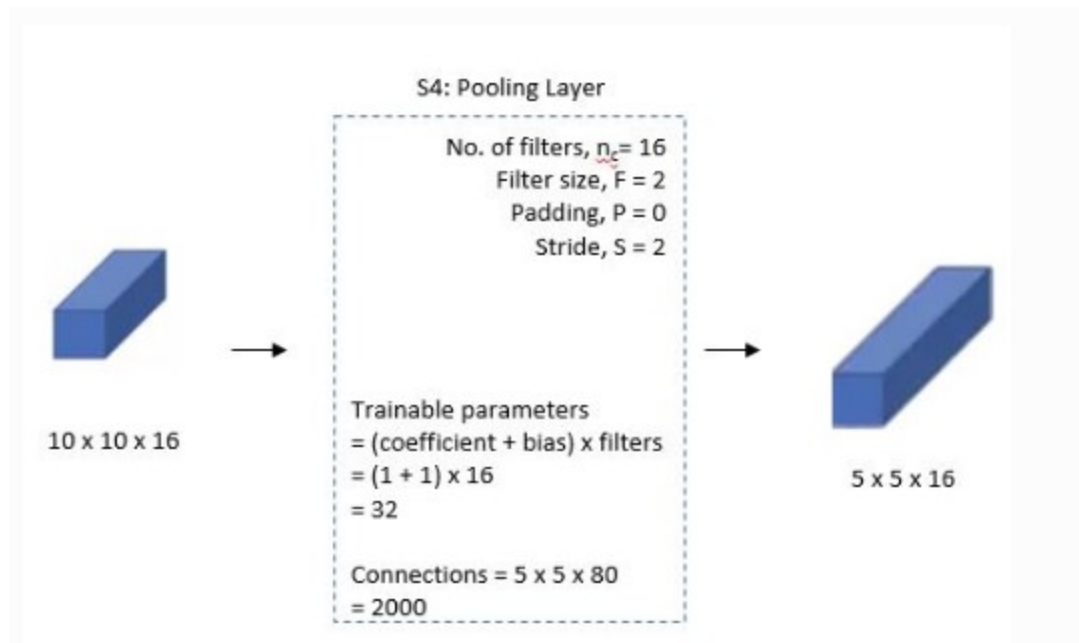 S4: Pooling Layer
No. of filters, nc= 16
Filter size, F = 2
Padding, P = 0
Stride, S = 2
10 x 10 x 16
Trainable parameters
= (coefficient + bias) x filters
= (1 + 1) x 16
= 32
5 x 5 x 16
Connections = 5 x 5 x 80
= 2000